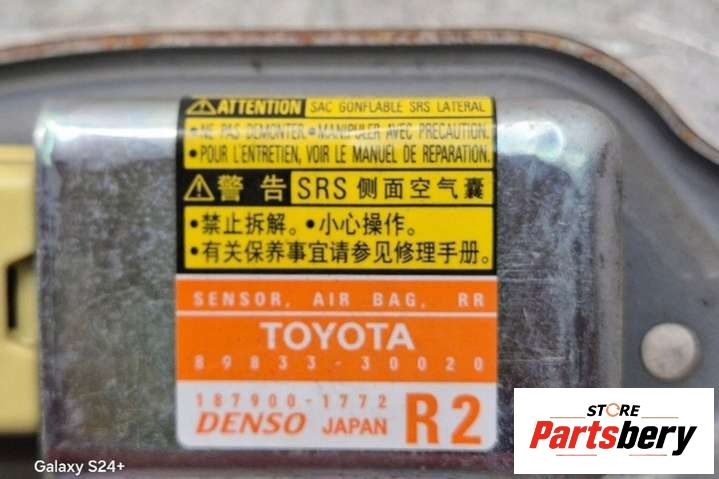 ATTENTION SAC GONFLABLE SRS LATERAL
•NE PAS DEMONTER.•MANIPULER AVEC PRECAUTION.
•POUR L'ENTRETIEN, VOIR LE MANUEL DE REPARATION.
警告 SRS 侧面空气囊
•禁止拆解。•小心操作。
•有关保养事宜请参见修理手册。
SENSOR, AIR BAG, RR
TOYOTA
89833-30020
187900-1772
DENSO JAPAN R2
STORE
Partsbery
Galaxy S24+